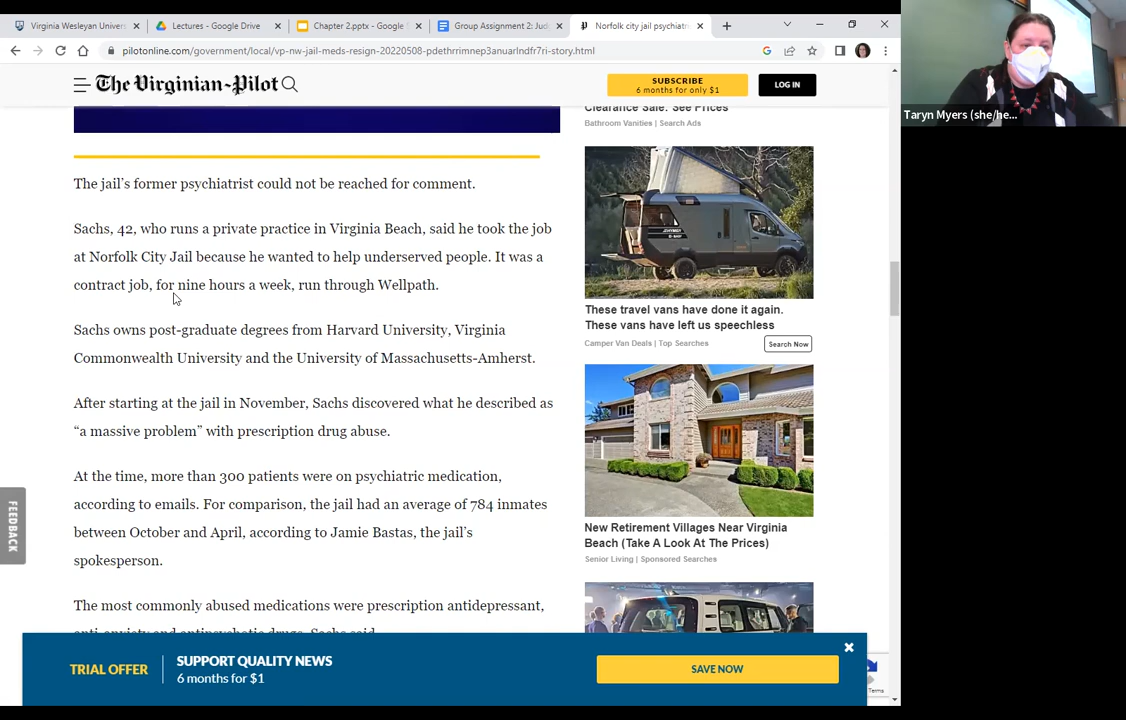 Virginia Wesleyan Univer
Lectures - Google Drive
Chapter 2.pptx - Google
Group Assignment 2: Jud
Norfolk city jail psychiatr
pilotonline.com/government/local/vp-nw-jail-meds-resign-20220508-pdethrrimnep3anuarlndfr7ri-story.html
The Virginian-Pilot
SUBSCRIBE
6 months for only $1
LOG IN
Taryn Myers (she/he...
The jail's former psychiatrist could not be reached for comment.
Sachs, 42, who runs a private practice in Virginia Beach, said he took the job
at Norfolk City Jail because he wanted to help underserved people. It was a
contract job, for nine hours a week, run through Wellpath.
Sachs owns post-graduate degrees from Harvard University, Virginia
Commonwealth University and the University of Massachusetts-Amherst.
After starting at the jail in November, Sachs discovered what he described as
“a massive problem” with prescription drug abuse.
At the time, more than 300 patients were on psychiatric medication,
according to emails. For comparison, the jail had an average of 784 inmates
between October and April, according to Jamie Bastas, the jail's
spokesperson.
The most commonly abused medications were prescription antidepressant,
anti-anxiety and antipsychotic drugs, Sachs said.
Clearance Sale: See Prices
Bathroom Vanities | Search Ads
These travel vans have done it again.
These vans have left us speechless
Camper Van Deals | Top Searches
Search Now
New Retirement Villages Near Virginia
Beach (Take A Look At The Prices)
Senior Living | Sponsored Searches
FEEDBACK
TRIAL OFFER
SUPPORT QUALITY NEWS
6 months for $1
SAVE NOW
Terms